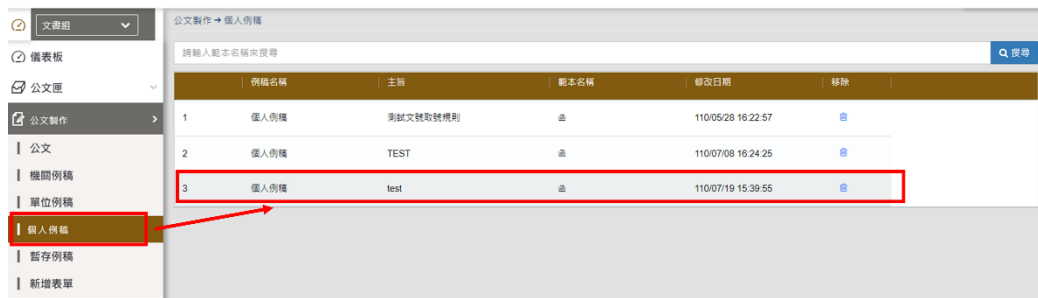 文書組
公文製作 → 個人例稿
儀表板
請輸入範本名稱來搜尋
搜尋
公文匣
例稿名稱 主旨 範本名稱 修改日期 移除
公文製作
1 個人例稿 測試文號取號規則 函 110/05/28 16:22:57
公文
2 個人例稿 TEST 函 110/07/08 16:24:25
機關例稿
3 個人例稿 test 函 110/07/19 15:39:55
單位例稿
個人例稿
暫存例稿
新增表單